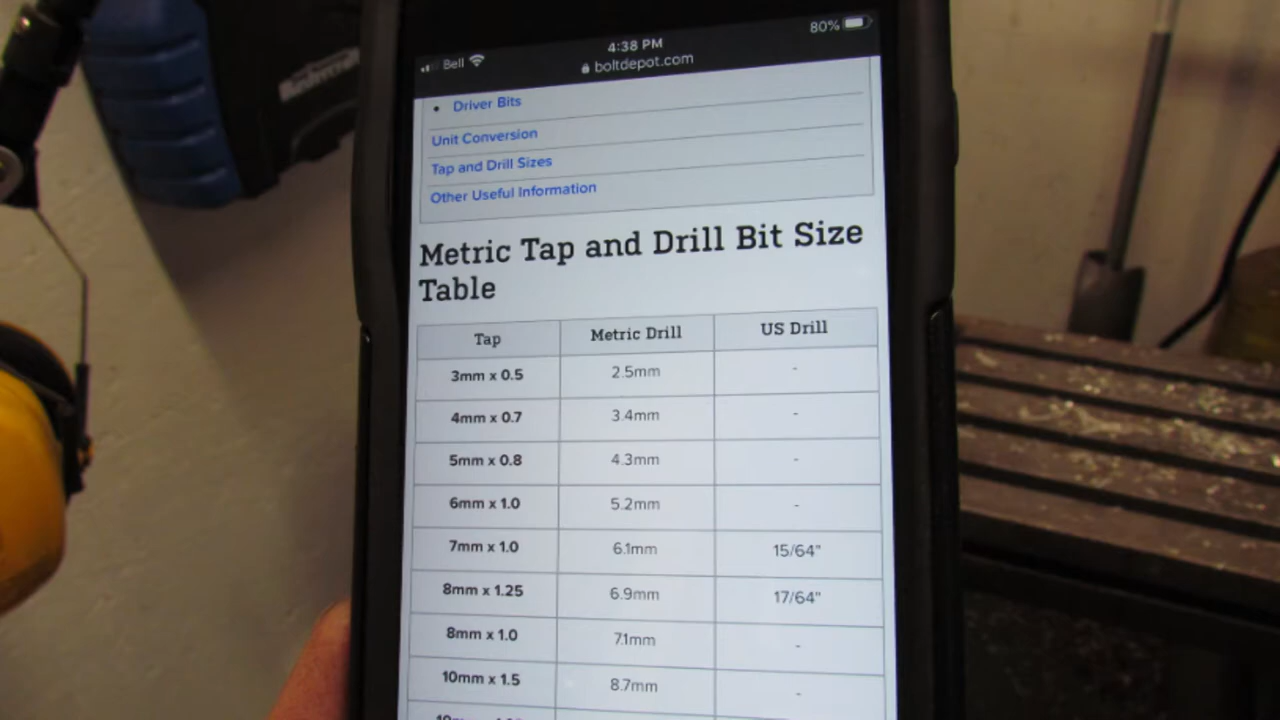 80%
4:38 PM
Bell
boltdepot.com
• Driver Bits
Unit Conversion
Tap and Drill Sizes
Other Useful Information
Metric Tap and Drill Bit Size
Table
Tap Metric Drill US Drill
3mm x 0.5 2.5mm -
4mm x 0.7 3.4mm -
5mm x 0.8 4.3mm -
6mm x 1.0 5.2mm -
7mm x 1.0 6.1mm 15/64"
8mm x 1.25 6.9mm 17/64"
8mm x 1.0 7.1mm -
10mm x 1.5 8.7mm -